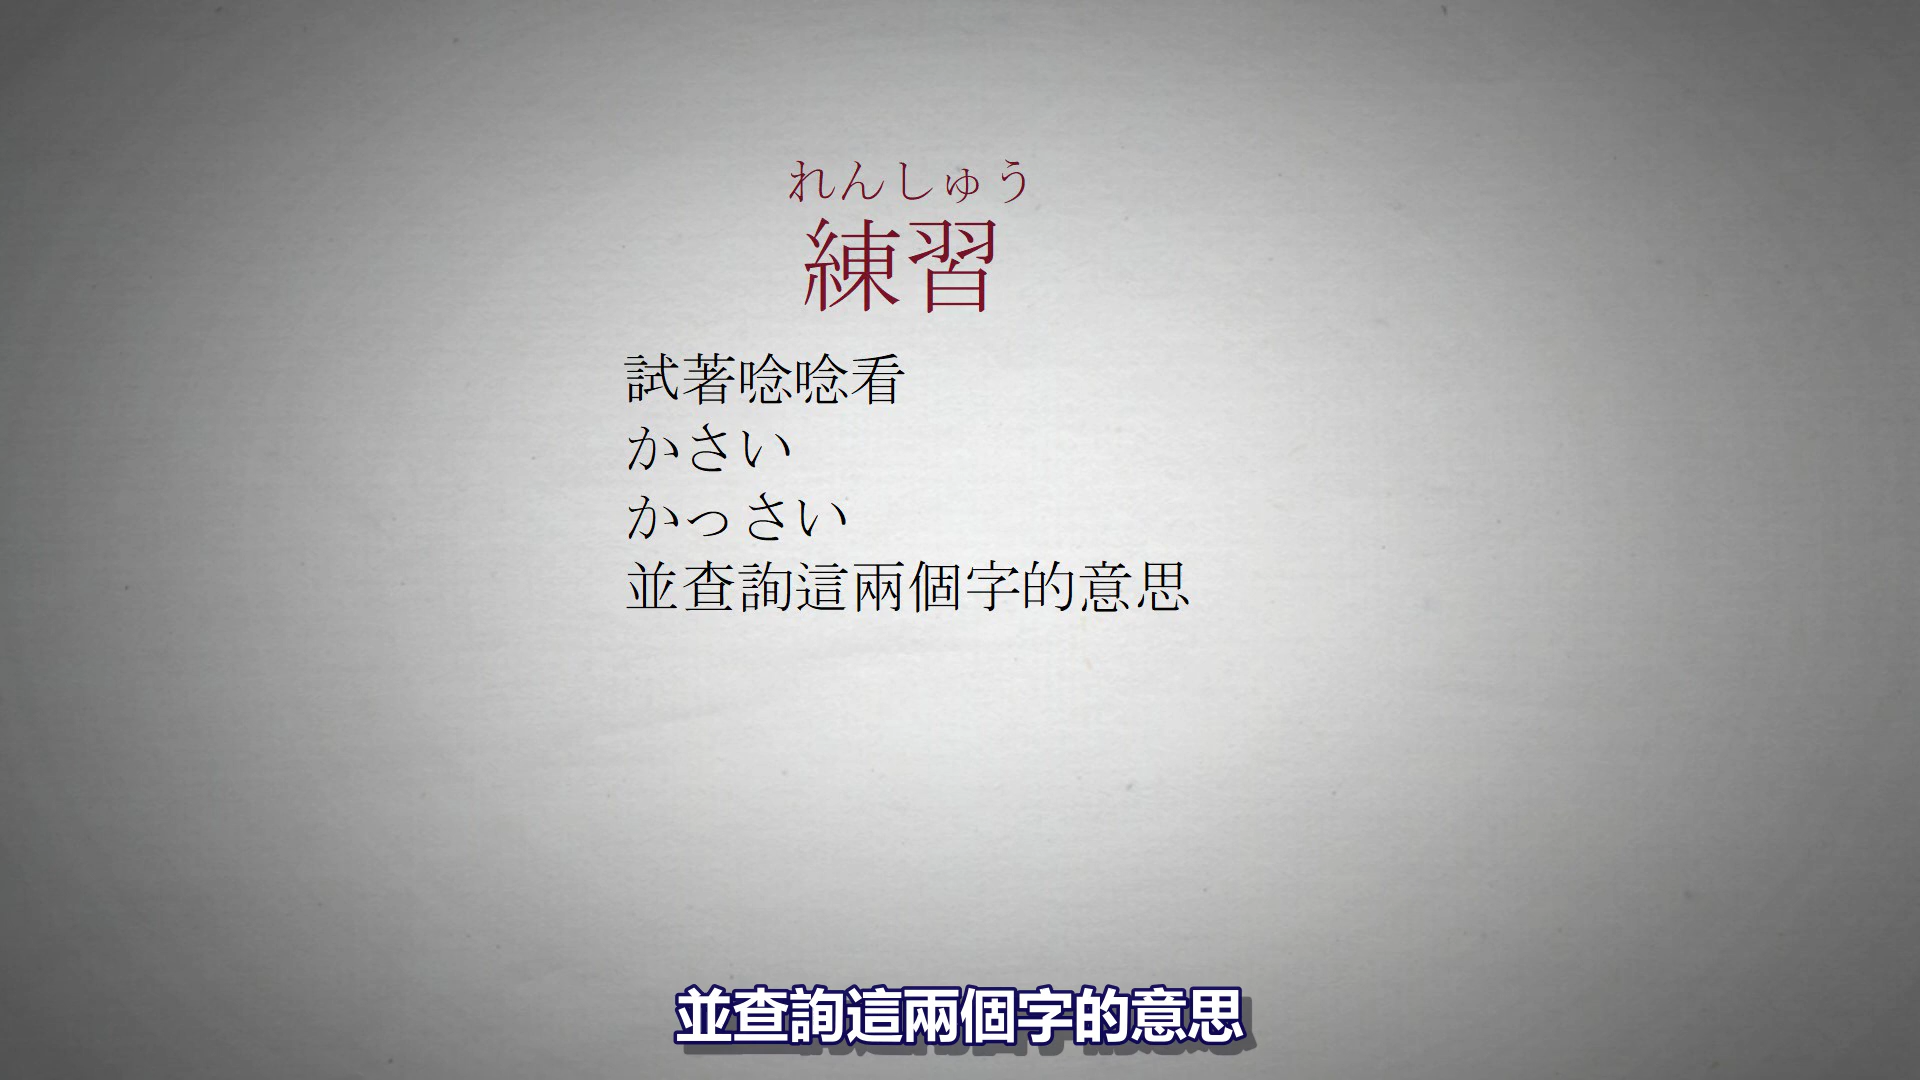 れんしゅう
練習
試著唸唸看
かさい
かっさい
並查詢這兩個字的意思
並查詢這兩個字的意思